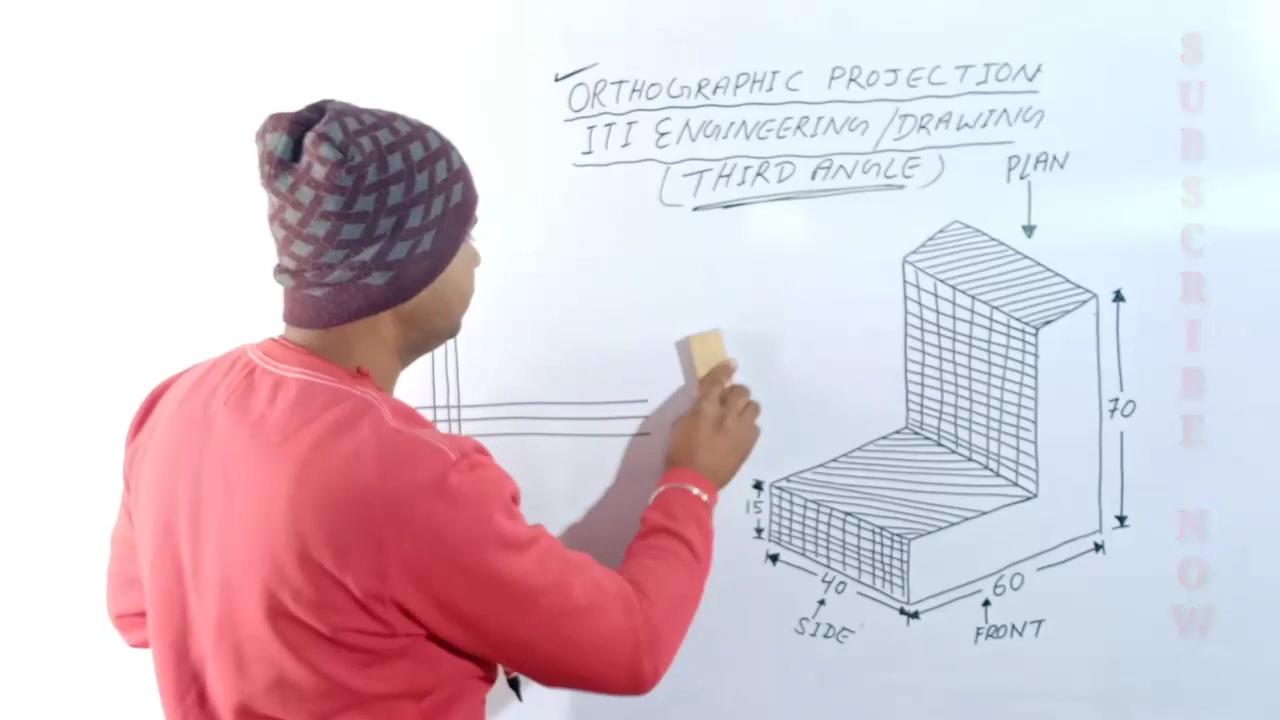 ORTHOGRAPHIC PROJECTION
ITI ENGINEERING/DRAWING
(THIRD ANGLE)
PLAN
70
15
40
60
SIDE
FRONT
SUBSCRIBE NOW